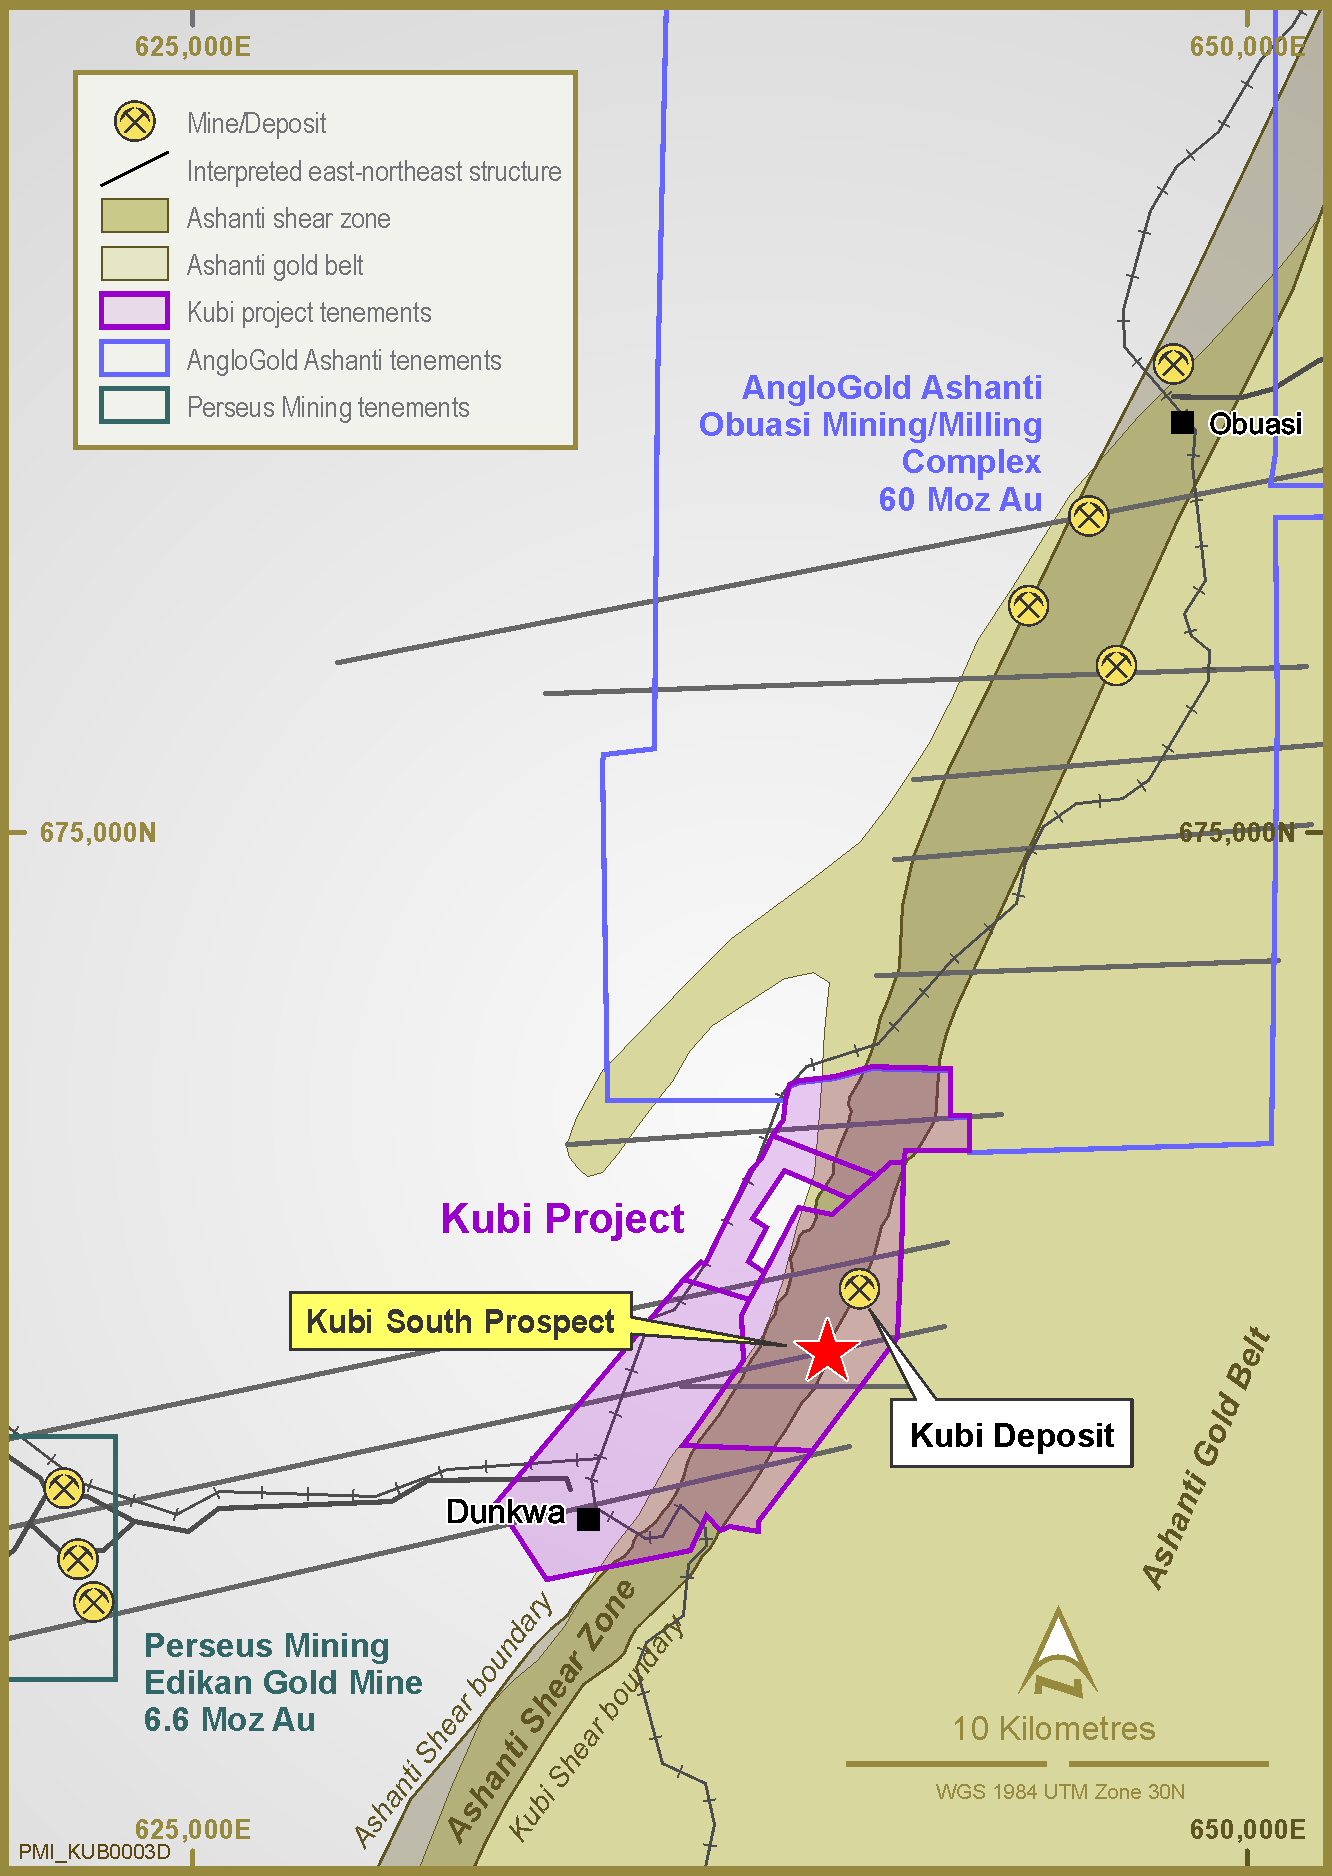 625,000E
650,000E
Mine/Deposit
Interpreted east-northeast structure
Ashanti shear zone
Ashanti gold belt
Kubi project tenements
AngloGold Ashanti tenements
Perseus Mining tenements
AngloGold Ashanti
Obuasi Mining/Milling
Complex
60 Moz Au
Obuasi
675,000N
675,000N
Kubi Project
Kubi South Prospect
Kubi Deposit
Dunkwa
Ashanti Gold Belt
Perseus Mining
Edikan Gold Mine
6.6 Moz Au
Ashanti Shear boundary
Ashanti Shear Zone
Kubi Shear boundary
N
10 Kilometres
WGS 1984 UTM Zone 30N
625,000E
650,000E
PMI_KUB0003D